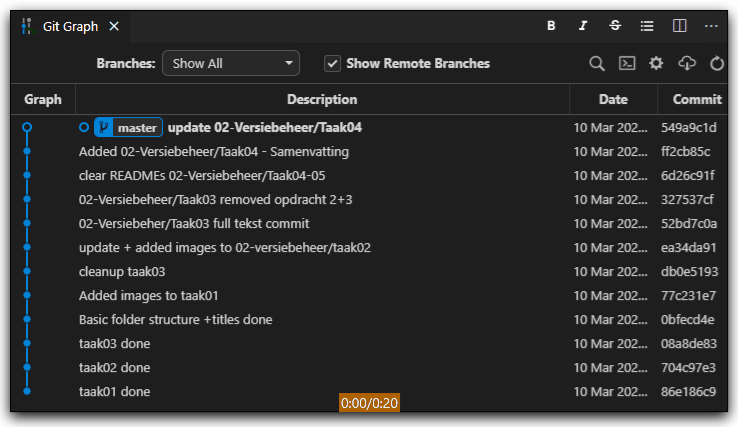 Git Graph
B I S
Branches: Show All Show Remote Branches
Graph Description Date Commit
master update 02-Versiebeheer/Taak04 10 Mar 202... 549a9c1d
Added 02-Versiebeheer/Taak04 - Samenvatting 10 Mar 202... ff2cb85c
clear READMEs 02-Versiebeheer/Taak04-05 10 Mar 202... 6d26c91f
02-Versiebeheer/Taak03 removed opdracht 2+3 10 Mar 202... 327537cf
02-Versiebeher/Taak03 full tekst commit 10 Mar 202... 52bd7c0a
update + added images to 02-versiebeheer/taak02 10 Mar 202... ea34da91
cleanup taak03 10 Mar 202... db0e5193
Added images to taak01 10 Mar 202... 77c231e7
Basic folder structure +titles done 10 Mar 202... 0bfecd4e
taak03 done 10 Mar 202... 08a8de83
taak02 done 10 Mar 202... 704c97e3
taak01 done 10 Mar 202... 86e186c9
0:00/0:20